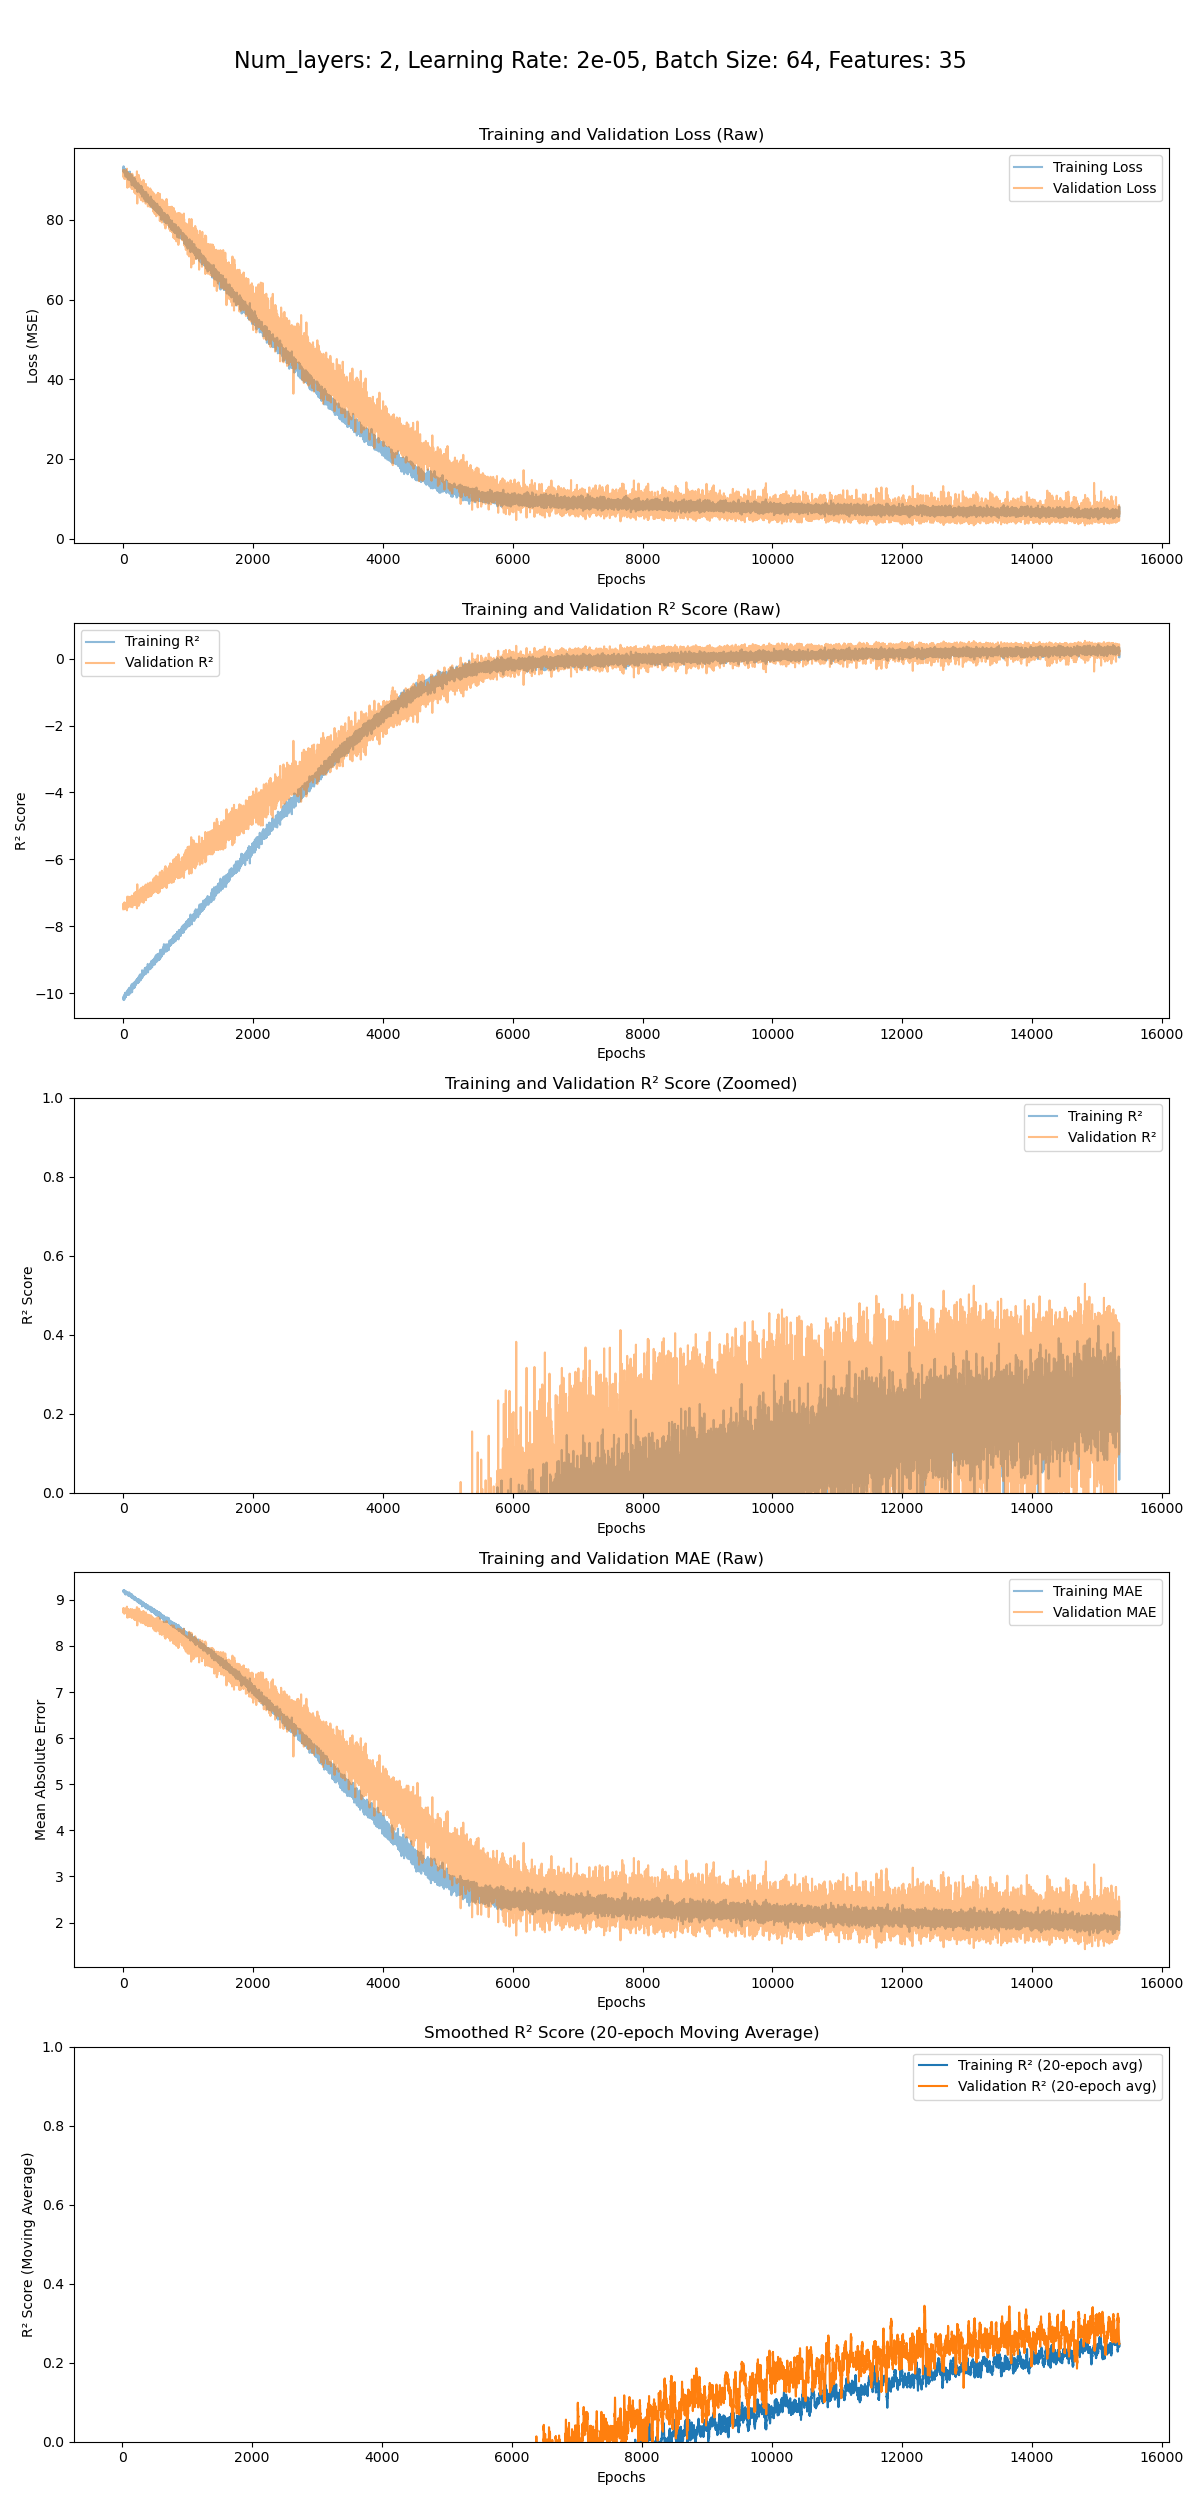 Num_layers: 2, Learning Rate: 2e-05, Batch Size: 64, Features: 35
Training and Validation Loss (Raw)
Training Loss
Validation Loss
Loss (MSE)
80
60
40
20
0
0 2000 4000 6000 8000 10000 12000 14000 16000
Epochs
Training and Validation R² Score (Raw)
Training R²
Validation R²
R² Score
0
−2
−4
−6
−8
−10
0 2000 4000 6000 8000 10000 12000 14000 16000
Epochs
Training and Validation R² Score (Zoomed)
Training R²
Validation R²
R² Score
1.0
0.8
0.6
0.4
0.2
0.0
0 2000 4000 6000 8000 10000 12000 14000 16000
Epochs
Training and Validation MAE (Raw)
Training MAE
Validation MAE
Mean Absolute Error
9
8
7
6
5
4
3
2
0 2000 4000 6000 8000 10000 12000 14000 16000
Epochs
Smoothed R² Score (20-epoch Moving Average)
Training R² (20-epoch avg)
Validation R² (20-epoch avg)
R² Score (Moving Average)
1.0
0.8
0.6
0.4
0.2
0.0
0 2000 4000 6000 8000 10000 12000 14000 16000
Epochs